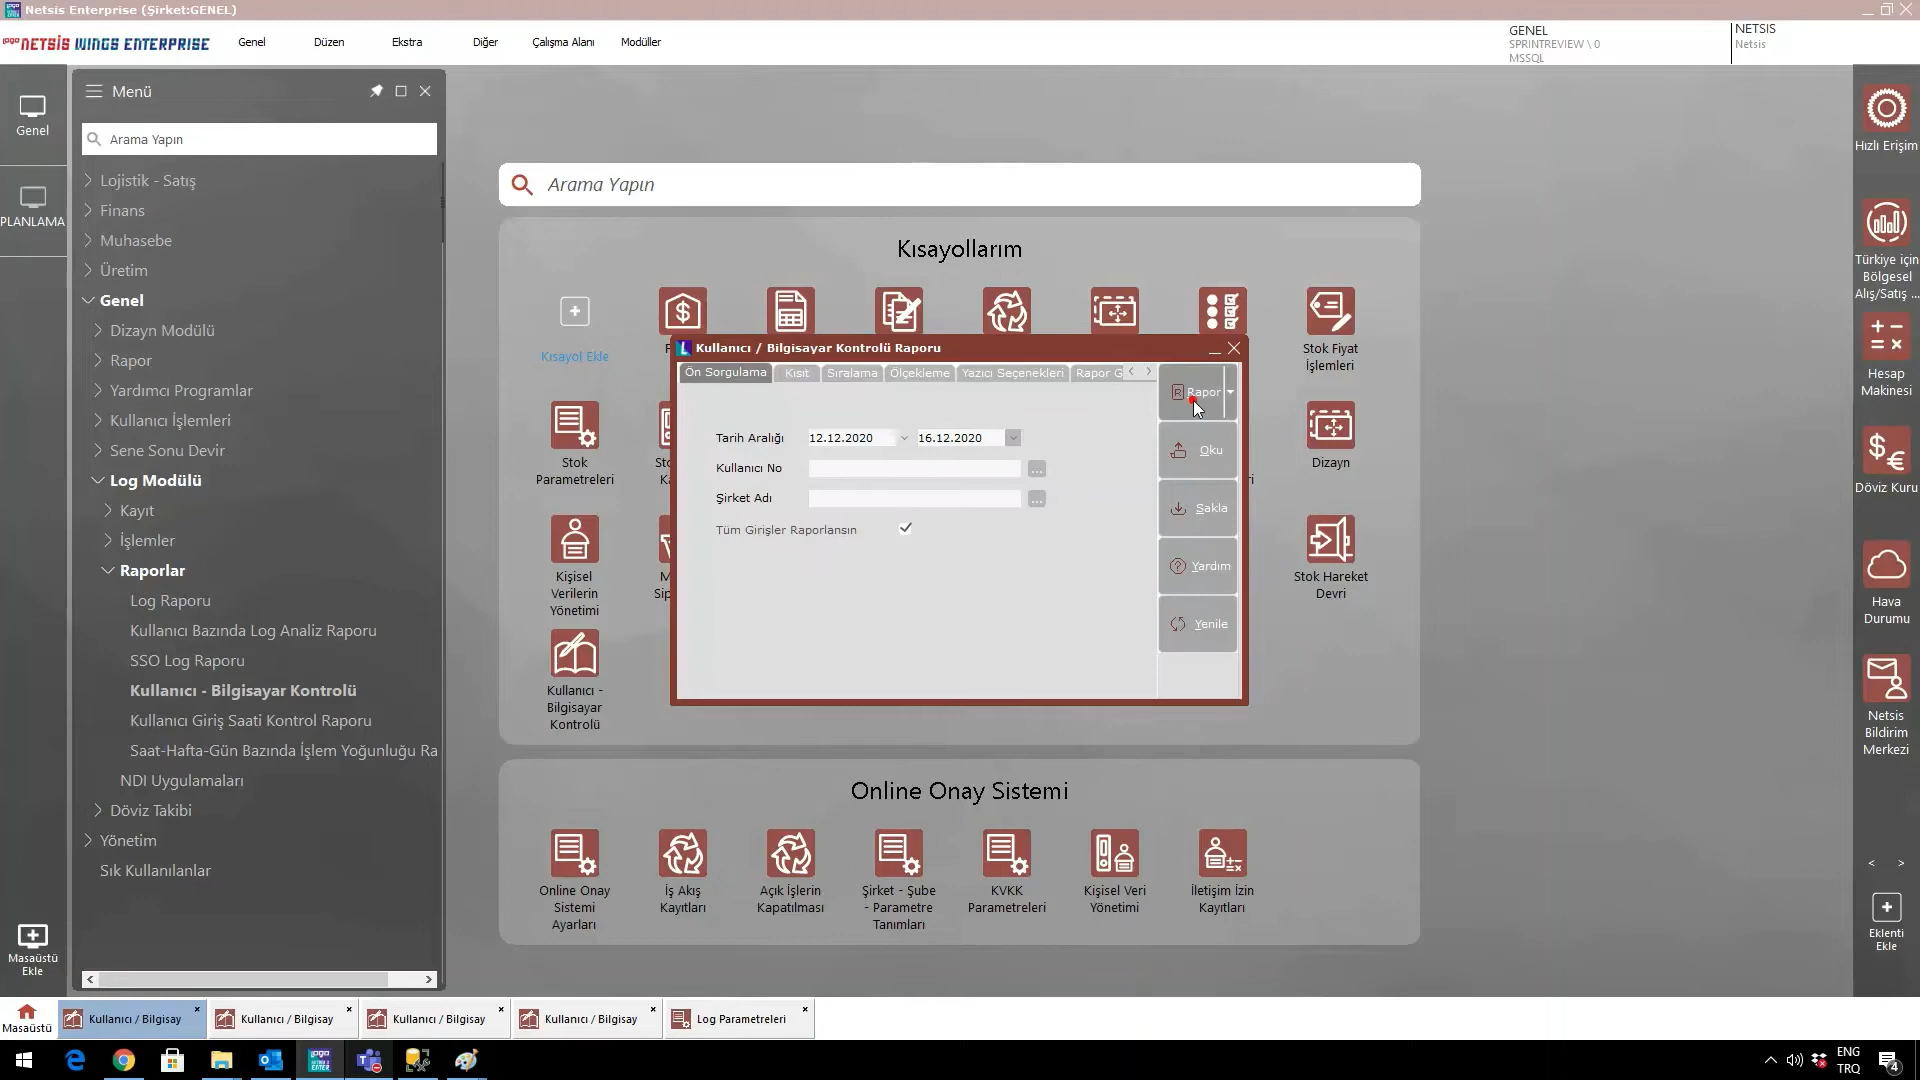 Netsis Enterprise (Şirket:GENEL)
logo NETSİS WINGS ENTERPRISE
Genel
Düzen
Ekstra
Diğer
Çalışma Alanı
Modüller
GENEL
SPRINTREVIEW \ 0
MSSQL
NETSIS
Netsis
Genel
PLANLAMA
Masaüstü
Ekle
Menü
Arama Yapın
Lojistik - Satış
Finans
Muhasebe
Üretim
Genel
Dizayn Modülü
Rapor
Yardımcı Programlar
Kullanıcı İşlemleri
Sene Sonu Devir
Log Modülü
Kayıt
İşlemler
Raporlar
Log Raporu
Kullanıcı Bazında Log Analiz Raporu
SSO Log Raporu
Kullanıcı - Bilgisayar Kontrolü
Kullanıcı Giriş Saati Kontrol Raporu
Saat-Hafta-Gün Bazında İşlem Yoğunluğu Ra
NDI Uygulamaları
Döviz Takibi
Yönetim
Sık Kullanılanlar
Arama Yapın
Kısayollarım
Kısayol Ekle
Stok Fiyat
İşlemleri
Stok
Parametreleri
Dizayn
Kişisel
Verilerin
Yönetimi
Stok Hareket
Devri
Kullanıcı -
Bilgisayar
Kontrolü
Kullanıcı / Bilgisayar Kontrolü Raporu
Ön Sorgulama
Kısıt
Sıralama
Ölçekleme
Yazıcı Seçenekleri
Rapor G
Tarih Aralığı 12.12.2020 16.12.2020
Kullanıcı No
Şirket Adı
Tüm Girişler Raporlansın
Rapor
Oku
Sakla
Yardım
Yenile
Online Onay Sistemi
Online Onay
Sistemi
Ayarları
İş Akış
Kayıtları
Açık İşlerin
Kapatılması
Şirket - Şube
- Parametre
Tanımları
KVKK
Parametreleri
Kişisel Veri
Yönetimi
İletişim İzin
Kayıtları
Hızlı Erişim
Türkiye için
Bölgesel
Alış/Satış ...
Hesap
Makinesi
Döviz Kuru
Hava
Durumu
Netsis
Bildirim
Merkezi
Eklenti
Ekle
Masaüstü
Kullanıcı / Bilgisay
Kullanıcı / Bilgisay
Kullanıcı / Bilgisay
Kullanıcı / Bilgisay
Log Parametreleri
ENG
TRQ
4